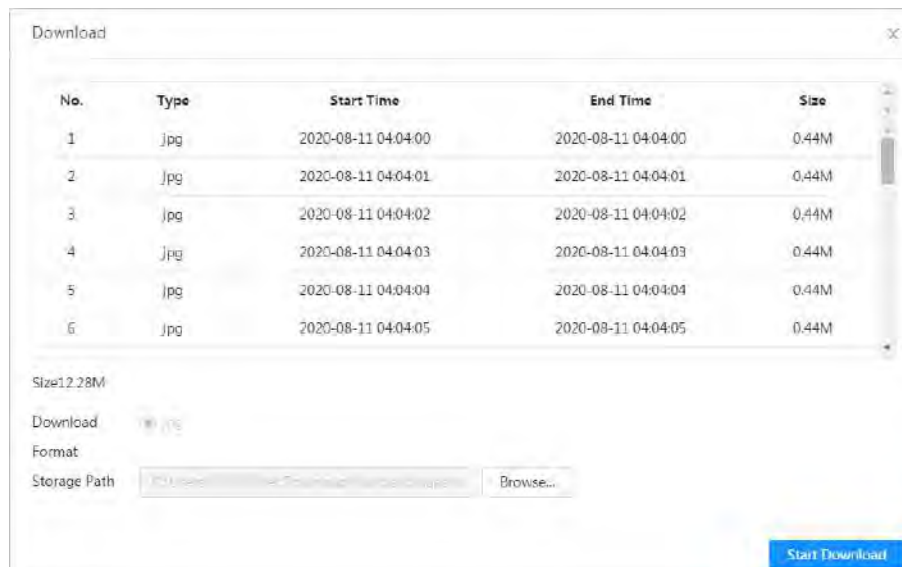 Download
No. Type Start Time End Time Size
1 jpg 2020-08-11 04:04:00 2020-08-11 04:04:00 0.44M
2 jpg 2020-08-11 04:04:01 2020-08-11 04:04:01 0.44M
3 jpg 2020-08-11 04:04:02 2020-08-11 04:04:02 0.44M
4 jpg 2020-08-11 04:04:03 2020-08-11 04:04:03 0.44M
5 jpg 2020-08-11 04:04:04 2020-08-11 04:04:04 0.44M
6 jpg 2020-08-11 04:04:05 2020-08-11 04:04:05 0.44M
Size12.28M
Download jpg
Format
Storage Path Browse...
Start Download